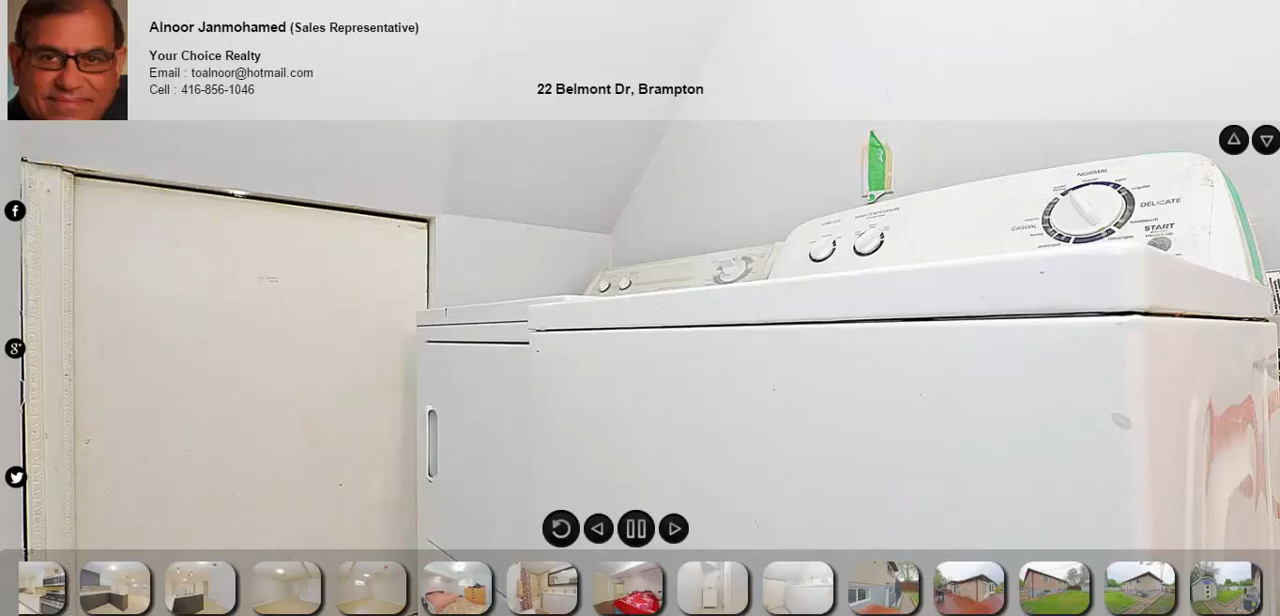 Alnoor Janmohamed (Sales Representative)
Your Choice Realty
Email : toalnoor@hotmail.com
Cell : 416-856-1046
22 Belmont Dr, Brampton
NORMAL
DELICATE
CASUAL
START